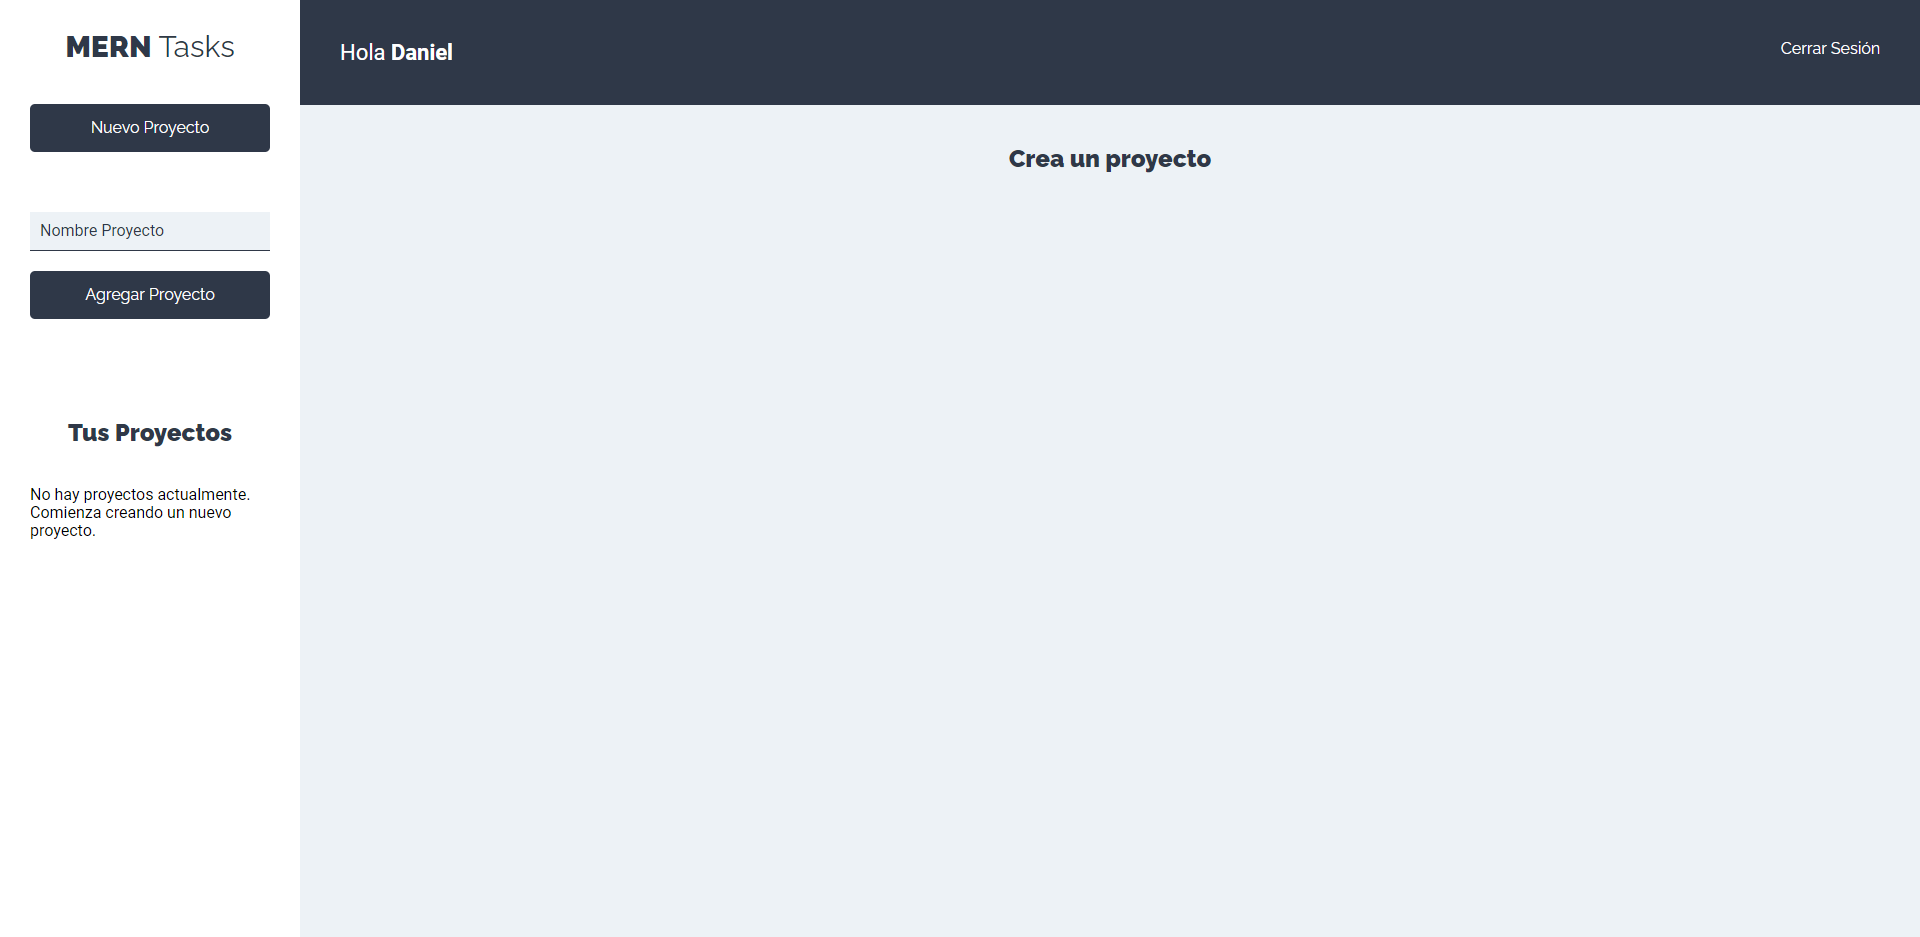 MERN Tasks
Nuevo Proyecto
Nombre Proyecto
Agregar Proyecto
Tus Proyectos
No hay proyectos actualmente.
Comienza creando un nuevo
proyecto.
Hola Daniel
Cerrar Sesión
Crea un proyecto